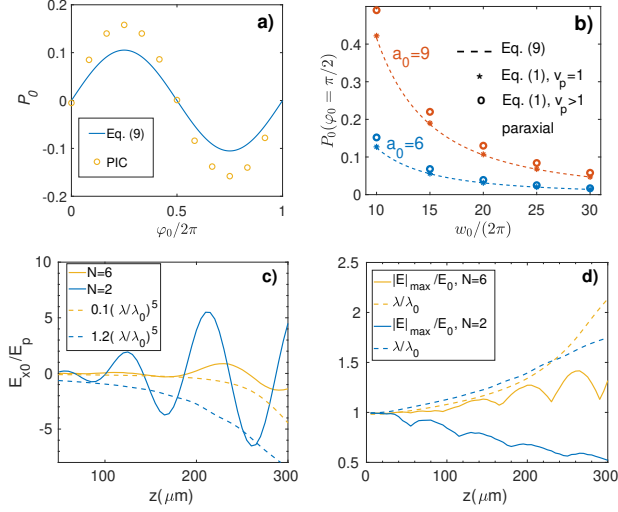 a)
0.2
0.1
0
-0.1
-0.2
P0
Eq. (9)
PIC
0
0.5
1
φ0/2π
b)
0.4
0.3
0.2
0.1
0
P0(φ0 = π/2)
a0=9
a0=6
Eq. (9)
Eq. (1), vp=1
Eq. (1), vp>1
paraxial
10
15
20
25
30
w0/(2π)
c)
10
5
0
-5
Ex0/Ep
N=6
N=2
0.1(λ/λ0)^5
1.2(λ/λ0)^5
100
200
300
z(μm)
d)
2.5
2
1.5
1
0.5
|E|max/E0, N=6
λ/λ0
|E|max/E0, N=2
λ/λ0
0
100
200
300
z(μm)